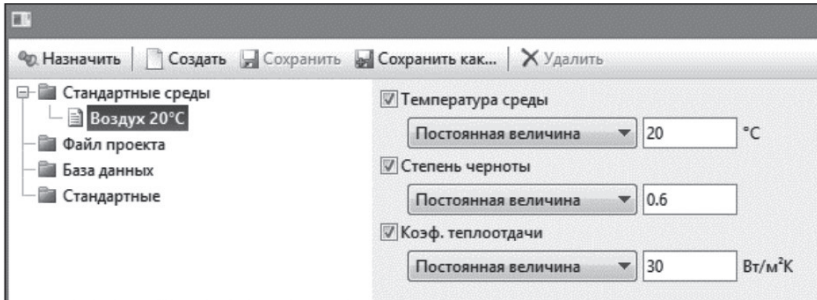 Назначить Создать Сохранить Сохранить как... Удалить
Стандартные среды
Воздух 20°C
Файл проекта
База данных
Стандартные
Температура среды
Постоянная величина 20 °C
Степень черноты
Постоянная величина 0.6
Коэф. теплоотдачи
Постоянная величина 30 Вт/м²К